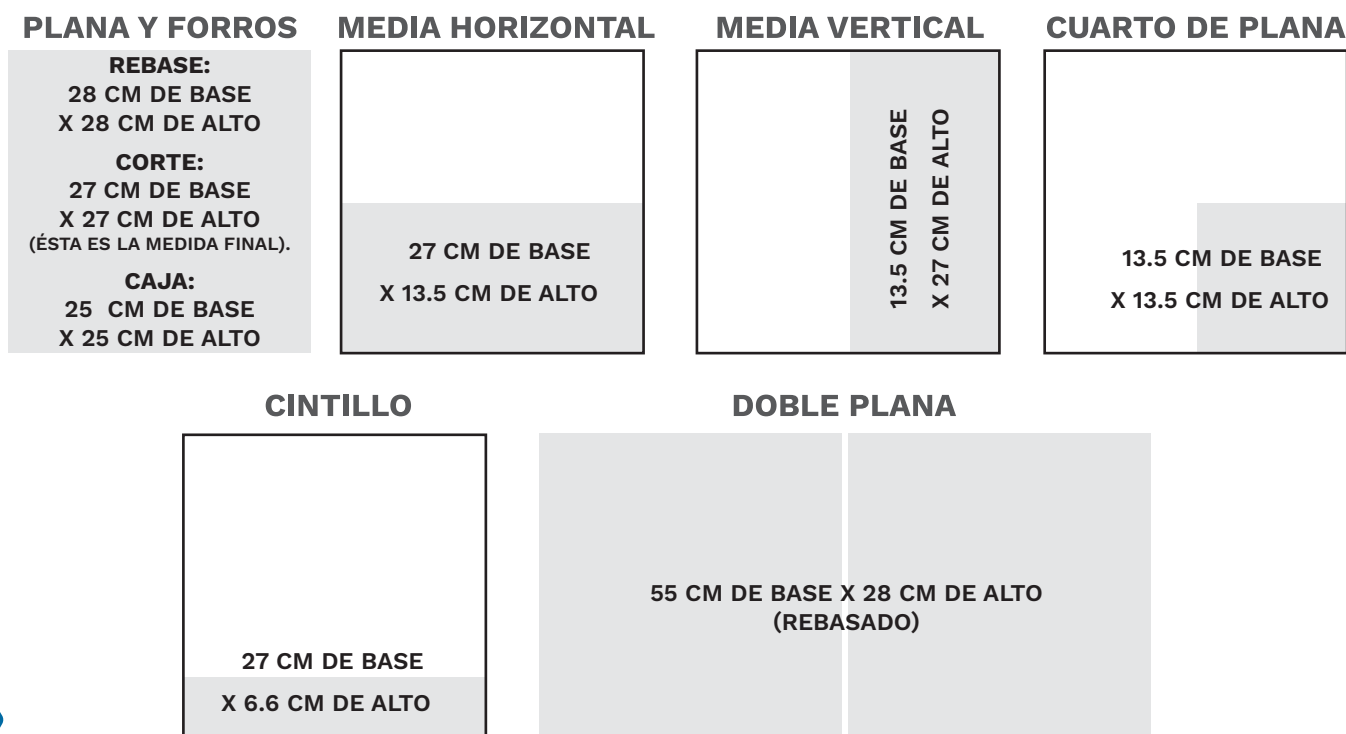 PLANA Y FORROS
REBASE:
28 CM DE BASE
X 28 CM DE ALTO
CORTE:
27 CM DE BASE
X 27 CM DE ALTO
(ÉSTA ES LA MEDIDA FINAL).
CAJA:
25 CM DE BASE
X 25 CM DE ALTO
MEDIA HORIZONTAL
27 CM DE BASE
X 13.5 CM DE ALTO
MEDIA VERTICAL
13.5 CM DE BASE
X 27 CM DE ALTO
CUARTO DE PLANA
13.5 CM DE BASE
X 13.5 CM DE ALTO
CINTILLO
27 CM DE BASE
X 6.6 CM DE ALTO
DOBLE PLANA
55 CM DE BASE X 28 CM DE ALTO
(REBASADO)